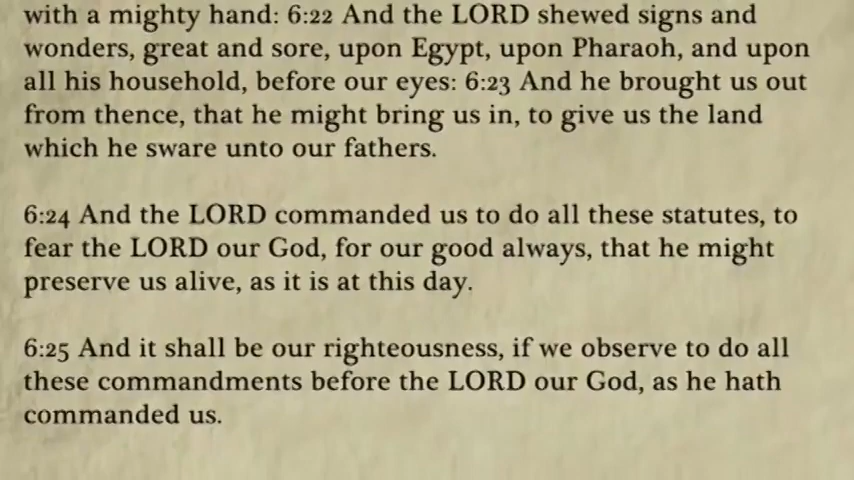 with a mighty hand: 6:22 And the LORD shewed signs and
wonders, great and sore, upon Egypt, upon Pharaoh, and upon
all his household, before our eyes: 6:23 And he brought us out
from thence, that he might bring us in, to give us the land
which he sware unto our fathers.
6:24 And the LORD commanded us to do all these statutes, to
fear the LORD our God, for our good always, that he might
preserve us alive, as it is at this day.
6:25 And it shall be our righteousness, if we observe to do all
these commandments before the LORD our God, as he hath
commanded us.